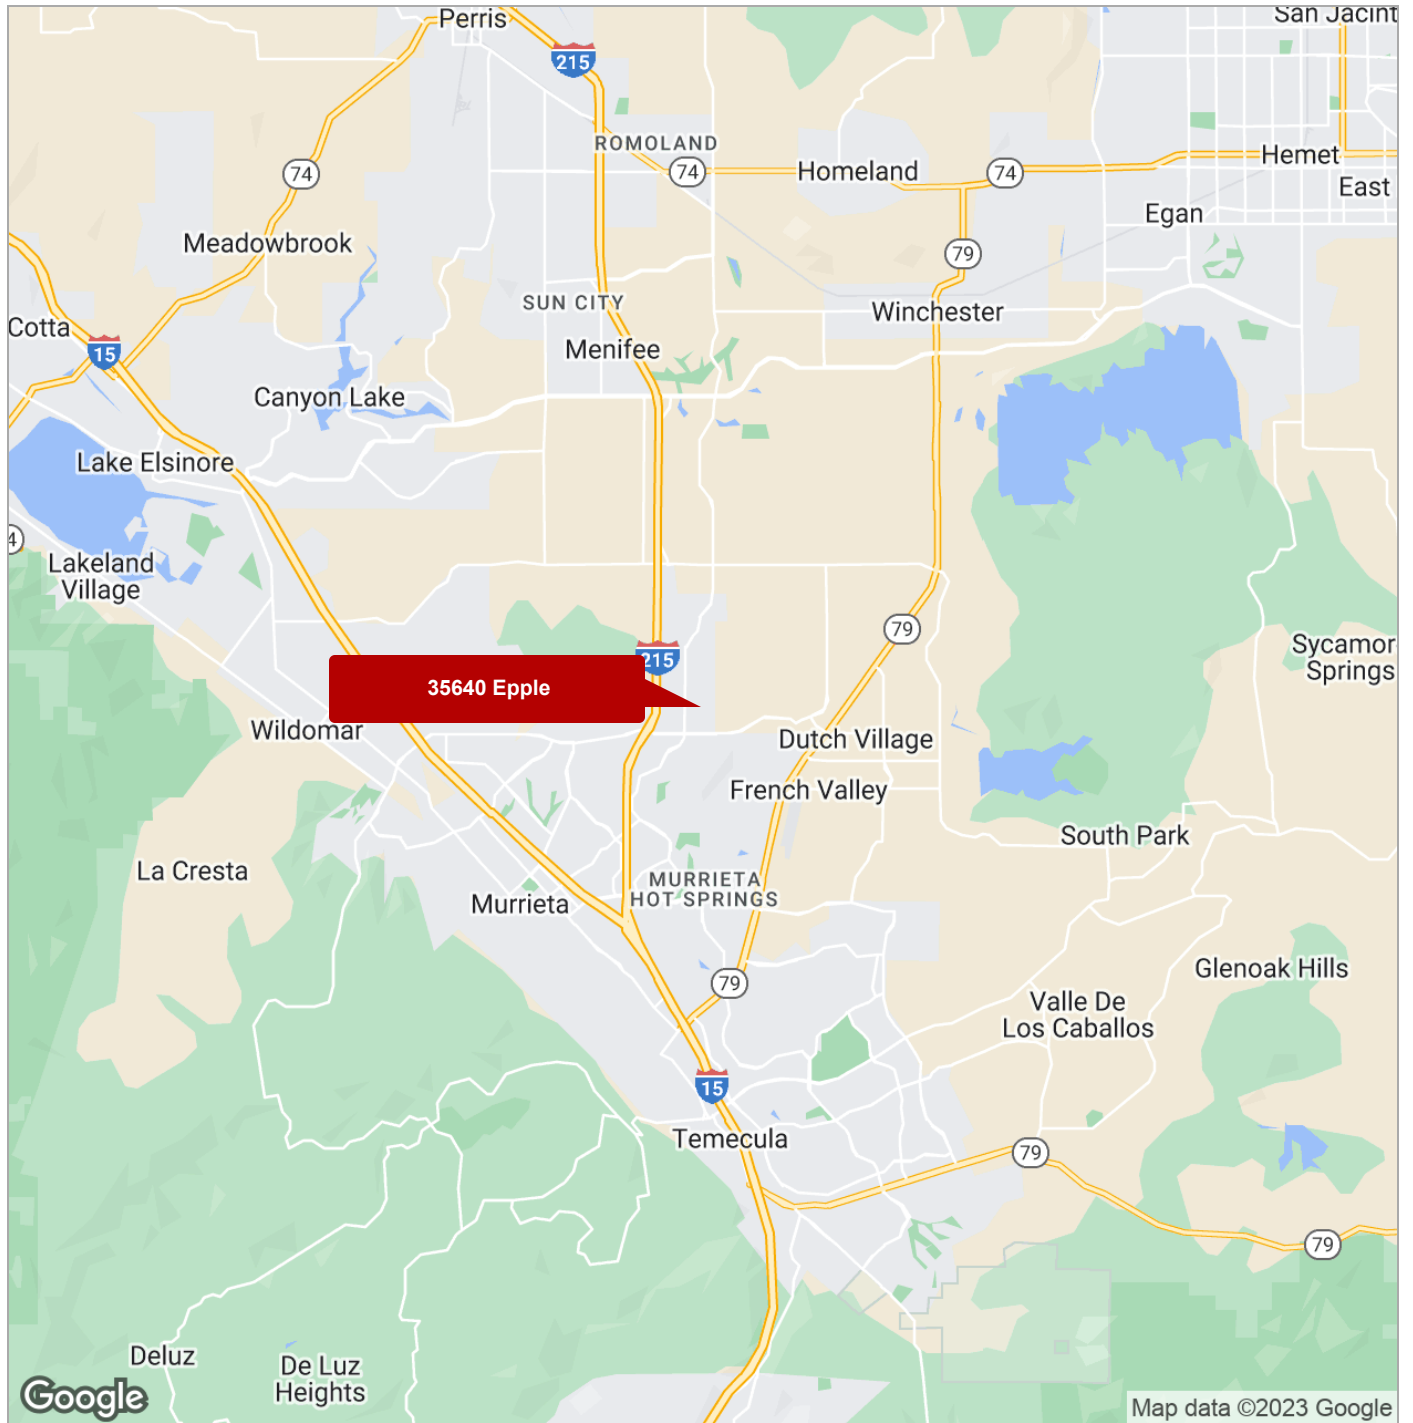 Perris
San Jacint
215
ROMOLAND
74
74
Homeland
74
Hemet
East
Egan
Meadowbrook
79
SUN CITY
Winchester
Cotta
15
Menifee
Canyon Lake
Lake Elsinore
4
Lakeland
Village
79
Sycamor
Springs
215
35640 Epple
Wildomar
Dutch Village
French Valley
South Park
La Cresta
MURRIETA
HOT SPRINGS
Murrieta
Glenoak Hills
79
Valle De
Los Caballos
15
Temecula
79
79
Deluz
De Luz
Heights
Google
Map data ©2023 Google